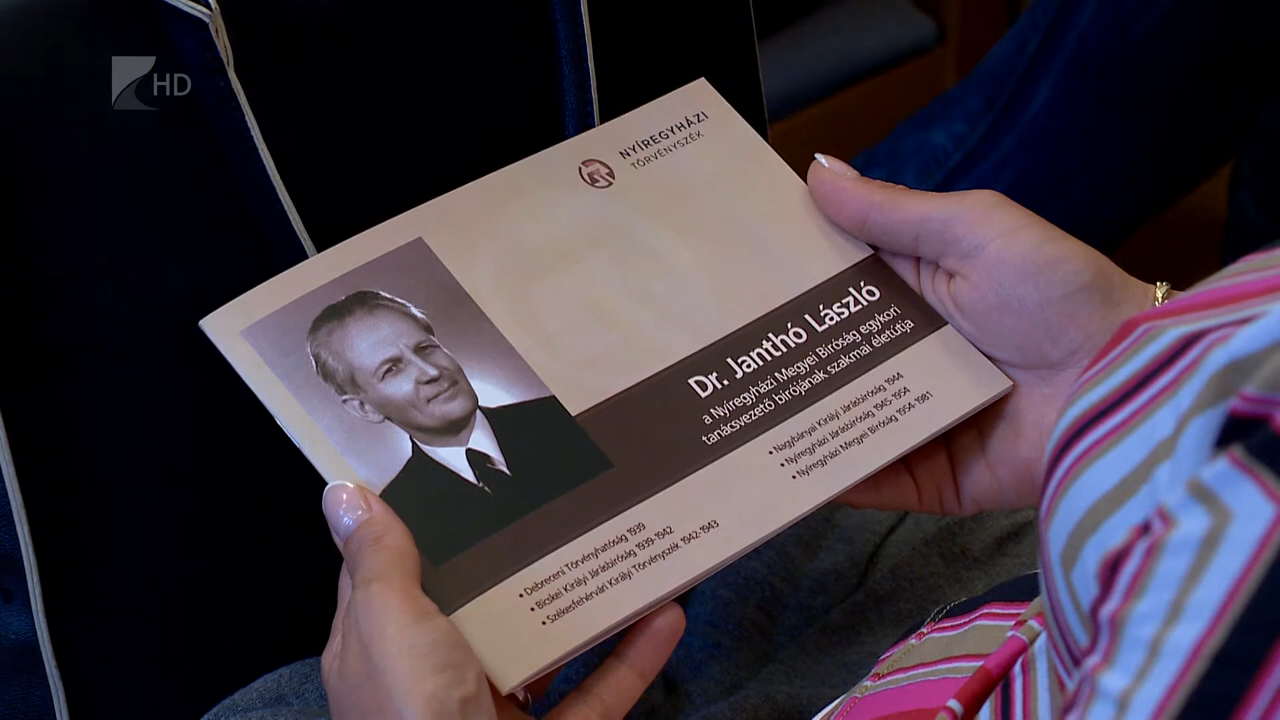 HD
NYÍREGYHÁZI
TÖRVÉNYSZÉK
Dr. Janthó László
a Nyíregyházi Megyei Bíróság egykori
tanácsvezető bírójának szakmai életútja
• Nagybányai Királyi Járásbíróság 1944
• Nyíregyházi Járásbíróság 1945-1954
• Nyíregyházi Megyei Bíróság 1954-1981
• Debreceni Törvényhatóság 1939
• Bicskei Királyi Járásbíróság 1939-1942
• Székesfehérvári Királyi Törvényszék 1942-1943